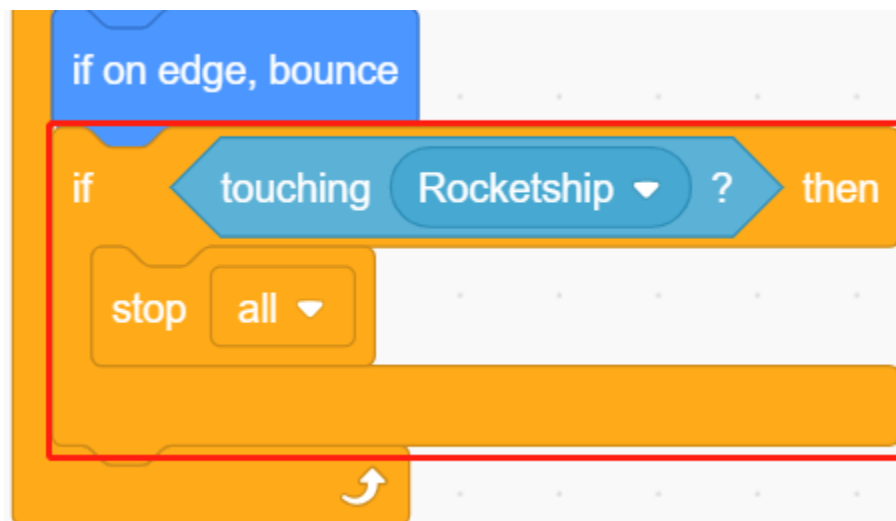 if on edge, bounce
if touching Rocketship ? then
stop all